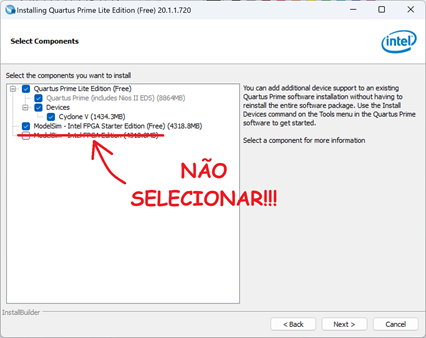 Installing Quartus Prime Lite Edition (Free) 20.1.1.720
Select Components
intel
Select the components you want to install
Quartus Prime Lite Edition (Free)
Quartus Prime (includes Nios II EDS) (8864MB)
Devices
Cyclone V (1434.3MB)
ModelSim - Intel FPGA Starter Edition (Free) (4318.8MB)
ModelSim - Intel FPGA Edition
You can add additional device support to an existing
Quartus Prime software installation without having to
reinstall the entire software package. Use the Install
Devices command on the Tools menu in the Quartus Prime
software to get started.
Select a component for more information
NÃO
SELECIONAR!!!
InstallBuilder
< Back
Next >
Cancel